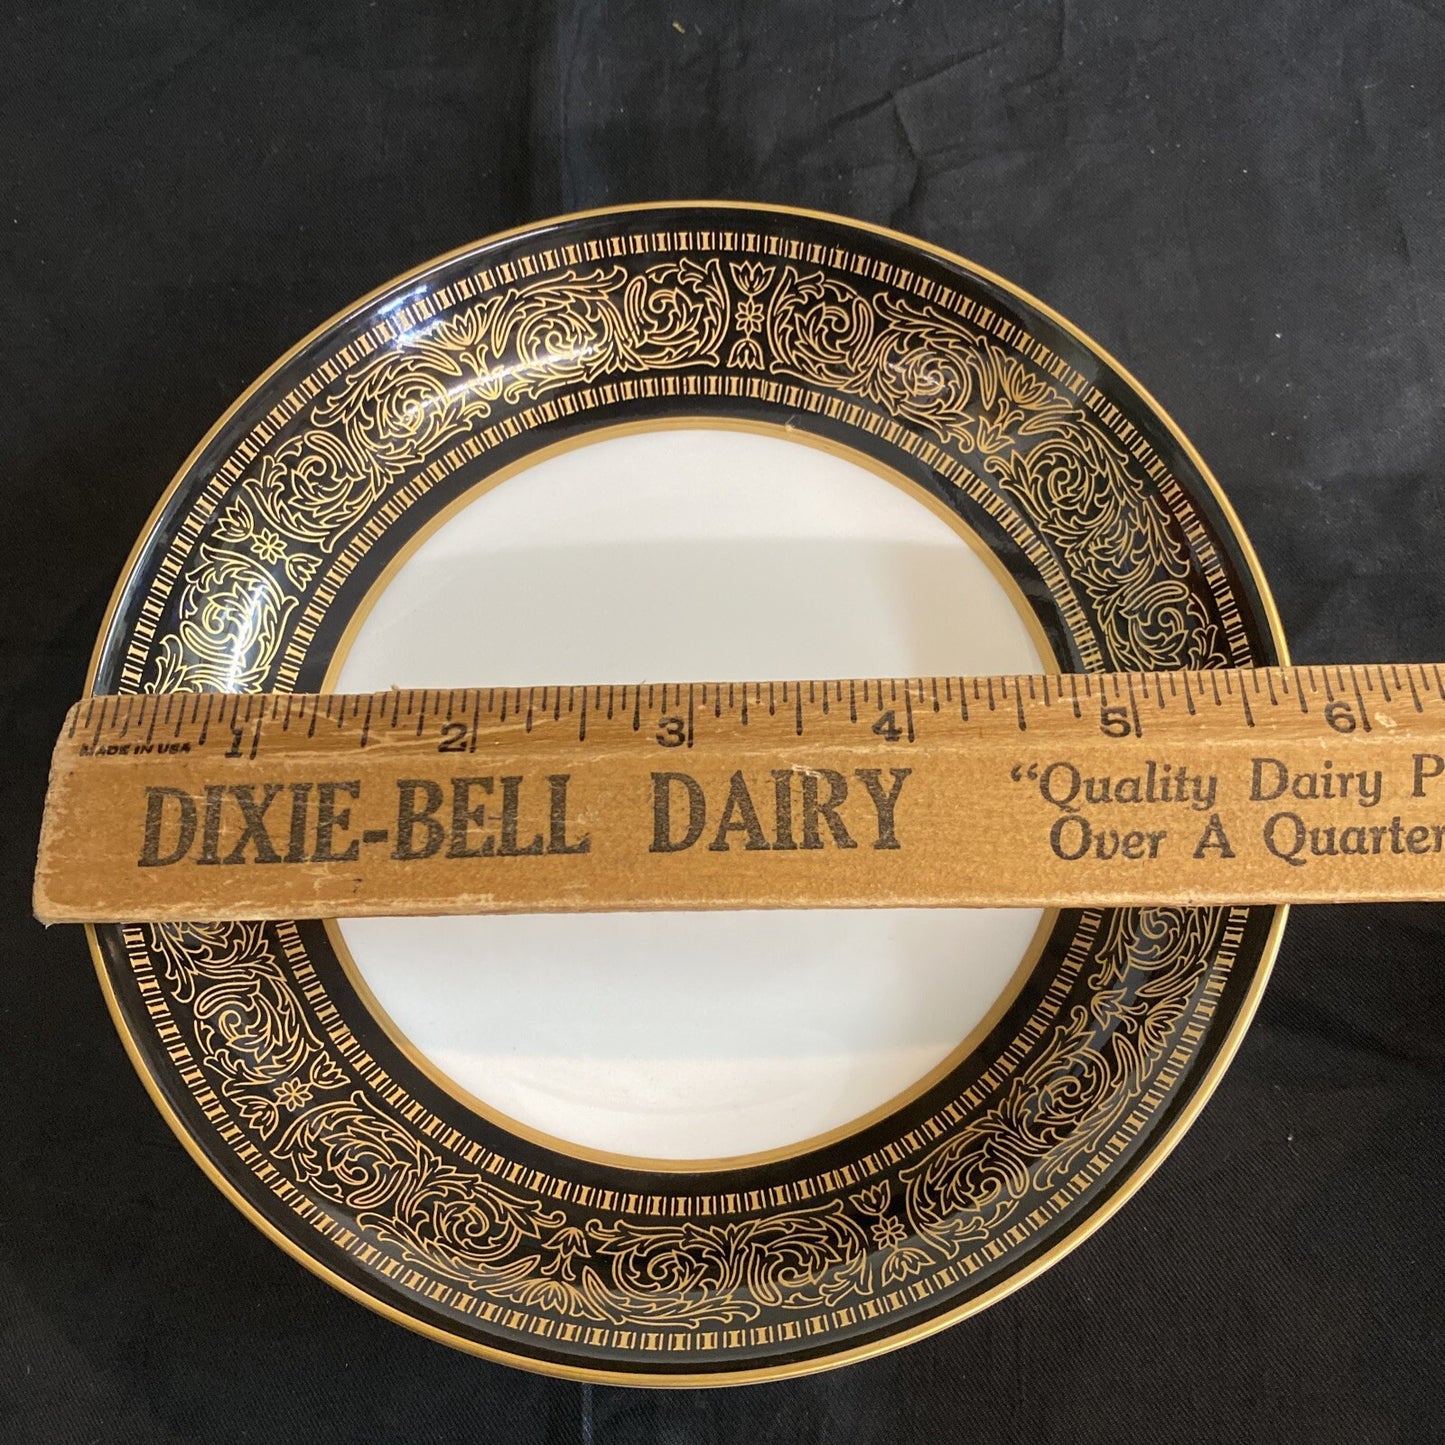 1 2 3 4 5 6
MADE IN USA
DIXIE-BELL DAIRY
"Quality Dairy P
Over A Quarter